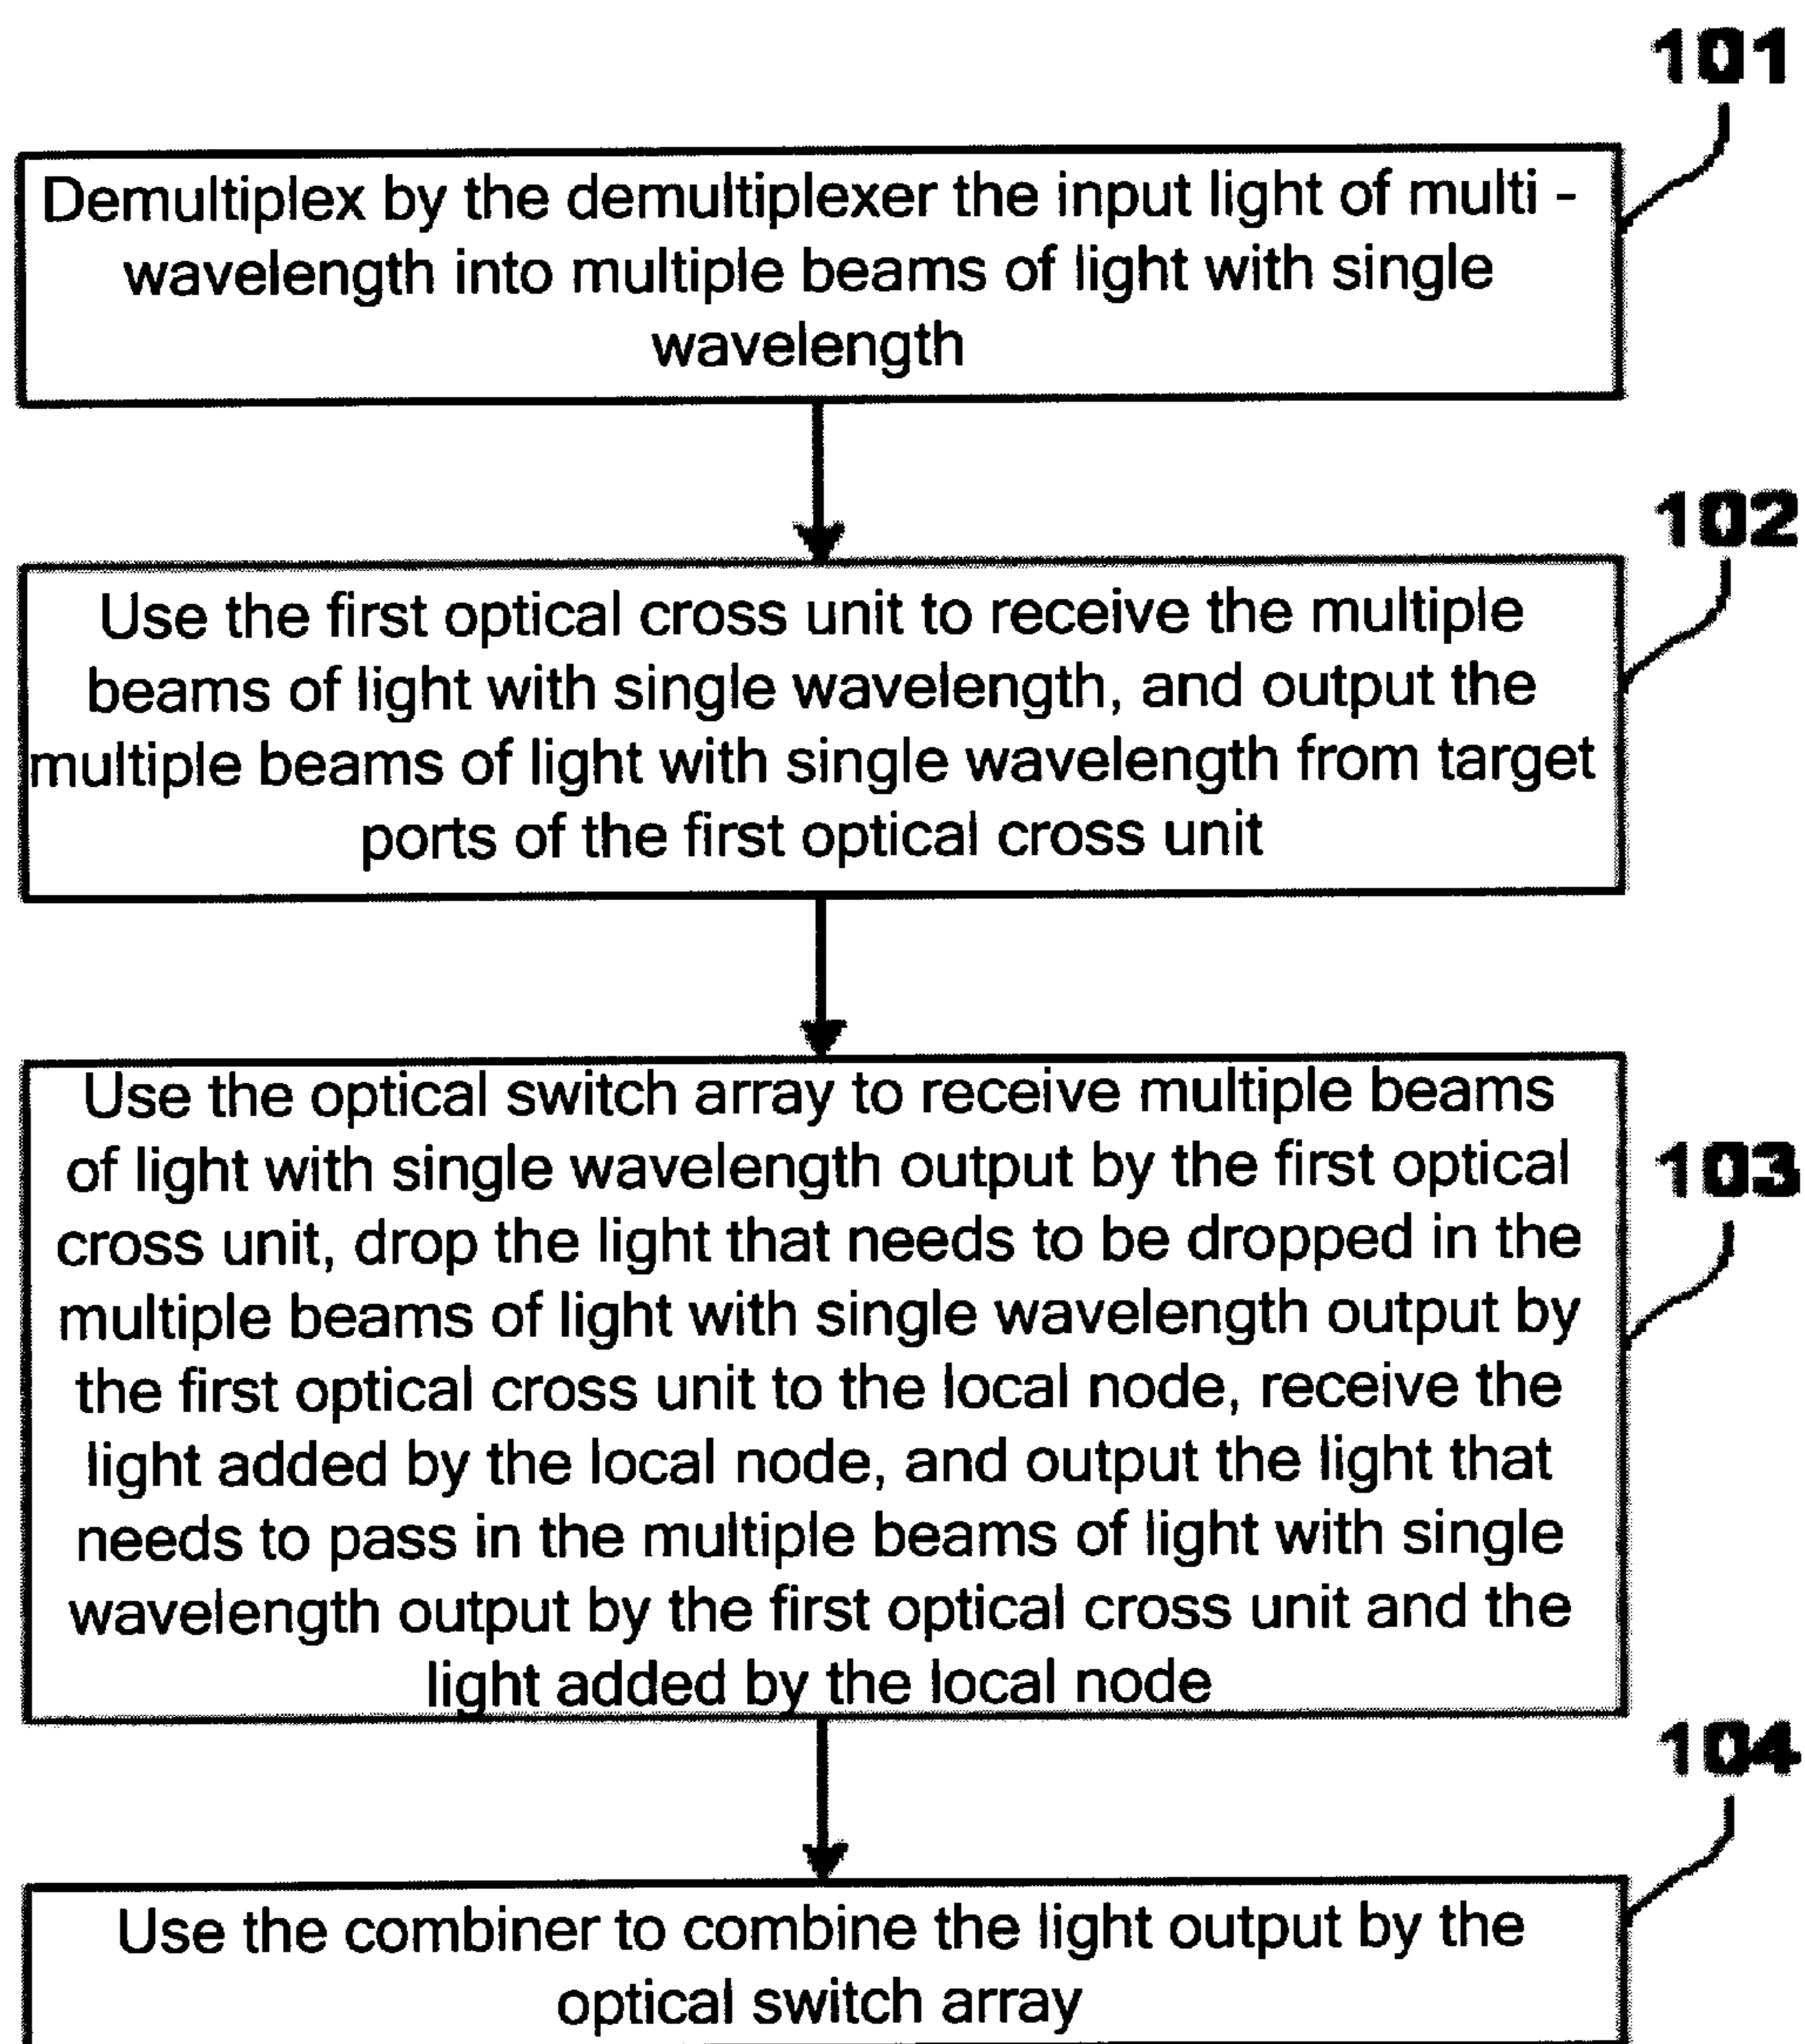 101
Demultiplex by the demultiplexer the input light of multi -
wavelength into multiple beams of light with single
wavelength
102
Use the first optical cross unit to receive the multiple
beams of light with single wavelength, and output the
multiple beams of light with single wavelength from target
ports of the first optical cross unit
103
Use the optical switch array to receive multiple beams
of light with single wavelength output by the first optical
cross unit, drop the light that needs to be dropped in the
multiple beams of light with single wavelength output by
the first optical cross unit to the local node, receive the
light added by the local node, and output the light that
needs to pass in the multiple beams of light with single
wavelength output by the first optical cross unit and the
light added by the local node
104
Use the combiner to combine the light output by the
optical switch array